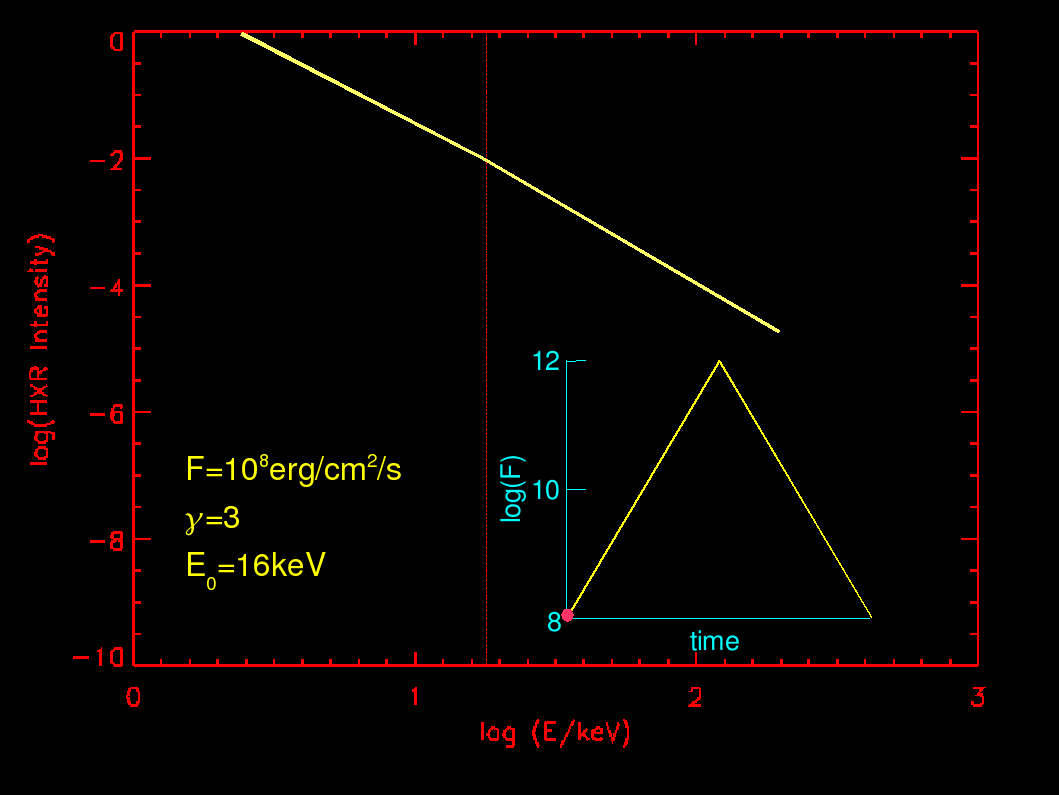 0
−2
−4
−6
−8
−10
log(HXR Intensity)
F=10⁸erg/cm²/s
γ=3
E₀=16keV
12
10
8
log(F)
time
0 1 2 3
log (E/keV)